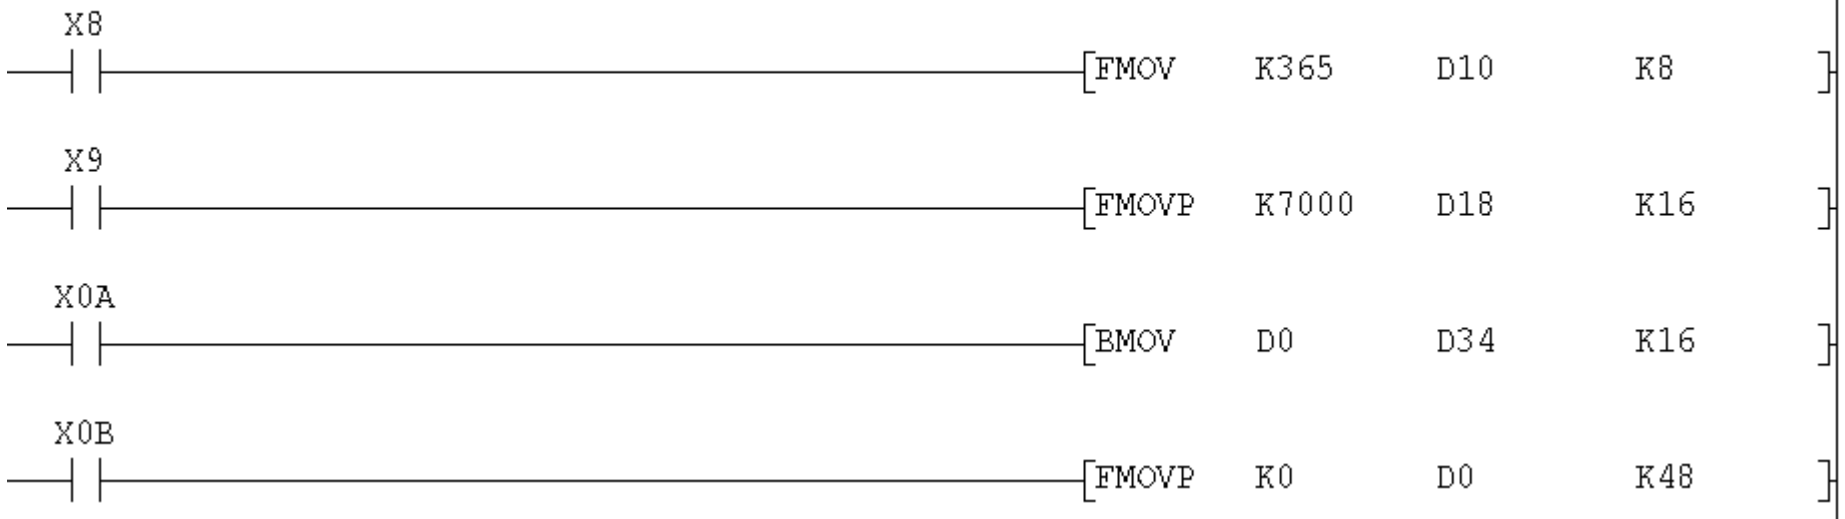 X8
[FMOV K365 D10 K8 ]
X9
[FMOVP K7000 D18 K16 ]
X0A
[BMOV D0 D34 K16 ]
X0B
[FMOVP K0 D0 K48 ]